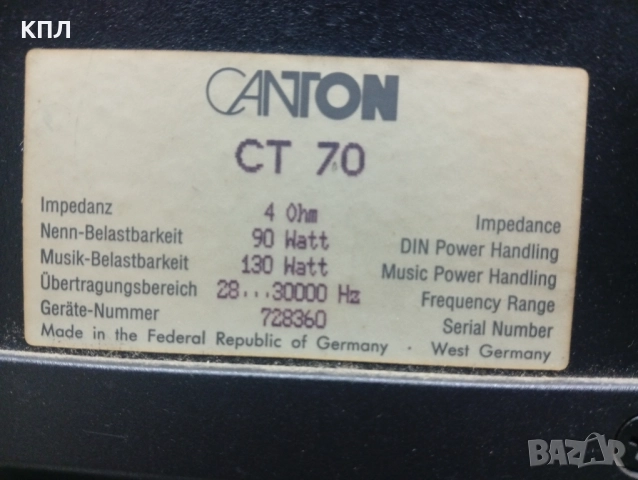 КПЛ
CANTON
CT 70
Impedanz 4 Ohm Impedance
Nenn-Belastbarkeit 90 Watt DIN Power Handling
Musik-Belastbarkeit 130 Watt Music Power Handling
Übertragungsbereich 28...30000 Hz Frequency Range
Geräte-Nummer 728360 Serial Number
Made in the Federal Republic of Germany · West Germany
BAZAR